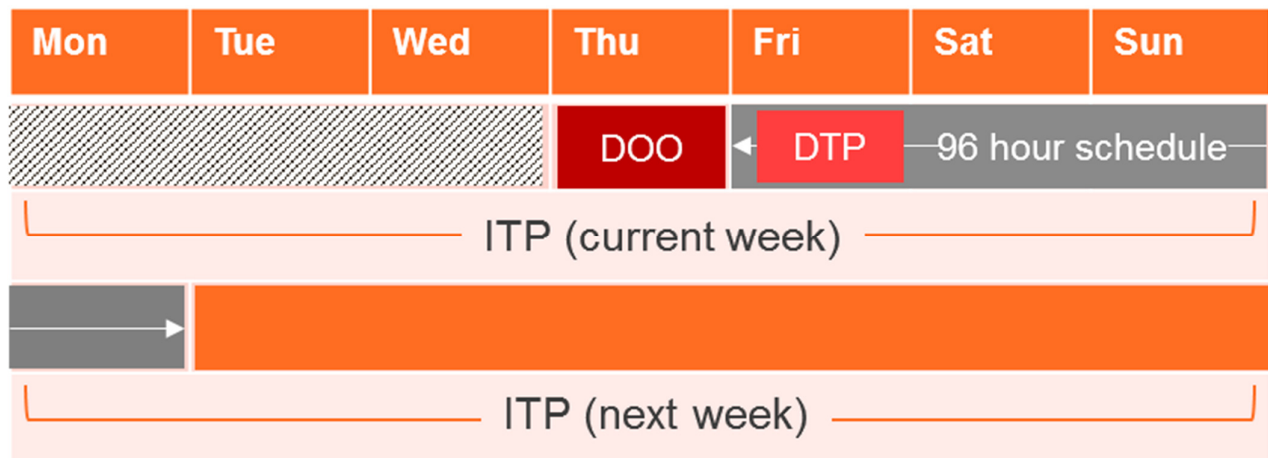 Mon Tue Wed Thu Fri Sat Sun
DOO DTP 96 hour schedule
ITP (current week)
ITP (next week)